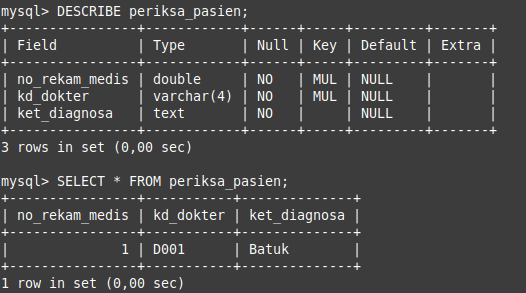 mysql> DESCRIBE periksa_pasien;
+----------------+------------+------+-----+---------+-------+
| Field          | Type       | Null | Key | Default | Extra |
+----------------+------------+------+-----+---------+-------+
| no_rekam_medis | double     | NO   | MUL | NULL    |       |
| kd_dokter      | varchar(4) | NO   | MUL | NULL    |       |
| ket_diagnosa   | text       | NO   |     | NULL    |       |
+----------------+------------+------+-----+---------+-------+
3 rows in set (0,00 sec)
mysql> SELECT * FROM periksa_pasien;
+----------------+-----------+--------------+
| no_rekam_medis | kd_dokter | ket_diagnosa |
+----------------+-----------+--------------+
|              1 | D001      | Batuk        |
+----------------+-----------+--------------+
1 row in set (0,00 sec)